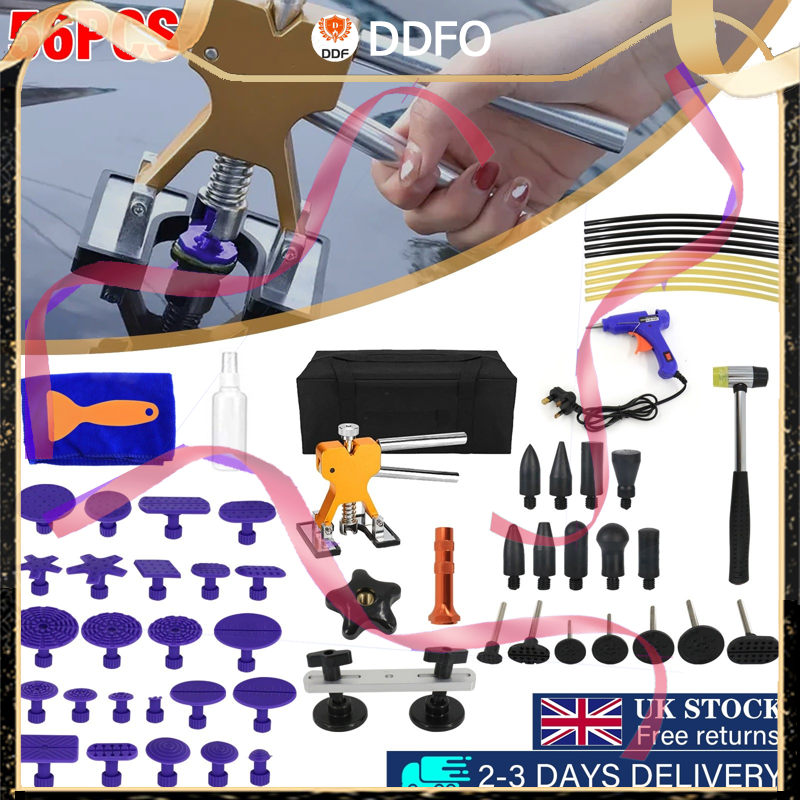 56PCS
DDFO
DDF
UK STOCK
Free returns
2-3 DAYS DELIVERY